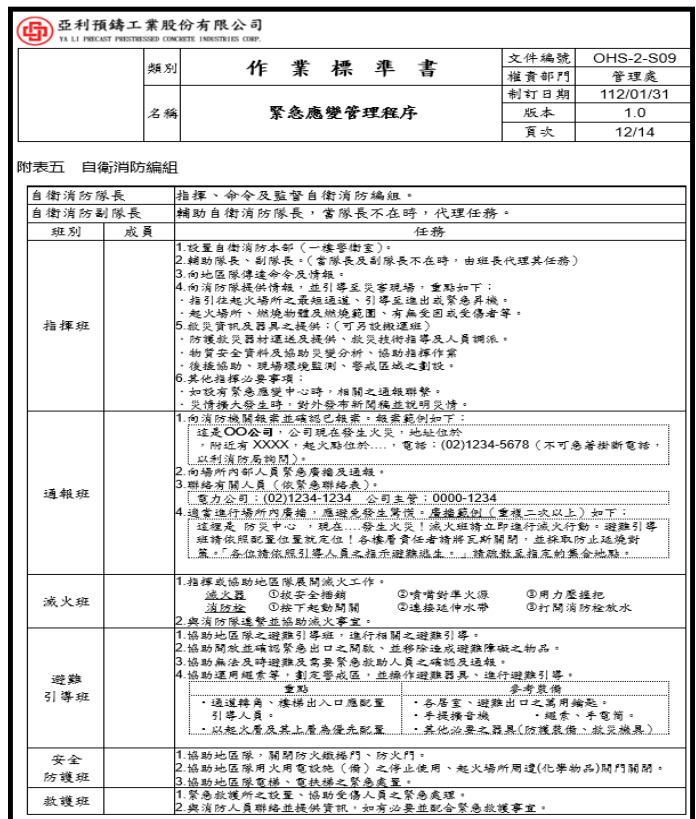 亞利預鑄工業股份有限公司
YA LI PRECAST PRESTRESSED CONCRETE INDUSTRIES CORP.
類別 作業標準書 文件編號 OHS-2-S09
權責部門 管理處
名稱 緊急應變管理程序 制訂日期 112/01/31
版本 1.0
頁次 12/14
附表五 自衛消防編組
自衛消防隊長 指揮、命令及監督自衛消防編組。
自衛消防副隊長 輔助自衛消防隊長，當隊長不在時，代理任務。
班別 成員 任務
指揮班
1.設置自衛消防本部（一樓警衛室）。
2.輔助隊長、副隊長。(當隊長及副隊長不在時，由班長代理其任務)
3.向地區隊傳達命令及情報。
4.向消防隊提供情報，並引導至災害現場，重點如下：
．指引往起火場所之最短通道、引導至進出或緊急昇機。
．起火場所、燃燒物體及燃燒範圍、有無受困或受傷者等。
5.救災資訊及器具之提供：(可另設搬運班)
．防護救災器材運送及提供、救災技術指導及人員調派。
．物質安全資料及協助災變分析、協助指揮作業
．後援協助、現場環境監測、警戒區域之劃設。
6.其他指揮必要事項：
．如設有緊急應變中心時，相關之通報聯繫。
．災情擴大發生時，對外發布新聞稿並說明災情。
通報班
1.向消防機關報案並確認已報案。報案範例如下：
這是OO公司，公司現在發生火災，地址位於
，附近有 XXXX，起火點位於....，電話：(02)1234-5678（不可急著掛斷電話，
以利消防局詢問）。
2.向場所內部人員緊急廣播及通報。
3.聯絡有關人員（依緊急聯絡表）。
電力公司：(02)1234-1234 公司主管：0000-1234
4.適當進行場所內廣播，應避免發生驚慌。廣播範例（重複二次以上）如下：
這裡是 防災中心 ，現在....發生火災！滅火班請立即進行滅火行動。避難引導
班請依照配置位置就定位！各樓層責任者請將瓦斯關閉，並採取防止延燒對
策。「各位請依照引導人員之指示避難逃生。」請疏散至指定的集合地點。
滅火班
1.指揮或協助地區隊展開滅火工作。
滅火器 ①拔安全插銷 ②噴嘴對準火源 ③用力壓握把
消防栓 ①按下起動開關 ②連接延伸水帶 ③打開消防栓放水
2.與消防隊連繫並協助滅火事宜。
避難
引導班
1.協助地區隊之避難引導班，進行相關之避難引導。
2.協助開放並確認緊急出口之開啟、並移除造成避難障礙之物品。
3.協助無法及時避難及需要緊急救助人員之確認及通報。
4.協助運用繩索等，劃定警戒區，並操作避難器具、進行避難引導。
重點 參考裝備
．通道轉角、樓梯出入口應配置 ．各居室、避難出口之萬用鑰匙。
引導人員。 ．手提擴音機 ．繩索、手電筒。
．以起火層及其上層為優先配置 ．其他必要之器具(防護裝備、救災機具)
安全
防護班
1.協助地區隊，關閉防火鐵捲門、防火門。
2.協助地區隊用火用電設施（備）之停止使用、起火場所周遭(化學物品)閥門關閉。
3.協助地區隊電梯、電扶梯之緊急處置。
救護班
1.緊急救護所之設置、協助受傷人員之緊急處理。
2.與消防人員聯絡並提供資訊，如有必要並配合緊急救護事宜。